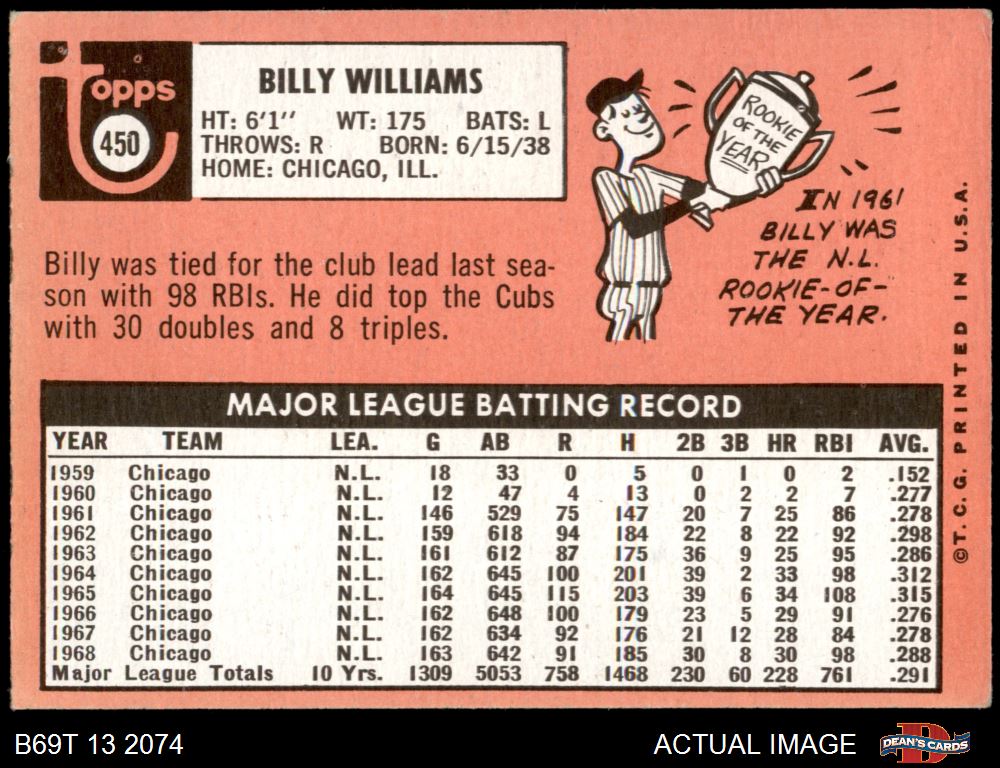 Topps
450
BILLY WILLIAMS
HT: 6'1" WT: 175 BATS: L
THROWS: R BORN: 6/15/38
HOME: CHICAGO, ILL.
Billy was tied for the club lead last sea-
son with 98 RBIs. He did top the Cubs
with 30 doubles and 8 triples.
ROOKIE
OF THE
YEAR
IN 1961
BILLY WAS
THE N.L.
ROOKIE-OF-
THE YEAR.
MAJOR LEAGUE BATTING RECORD
YEAR TEAM LEA. G AB R H 2B 3B HR RBI AVG.
1959 Chicago N.L. 18 33 0 5 0 1 0 2 .152
1960 Chicago N.L. 12 47 4 13 0 2 2 7 .277
1961 Chicago N.L. 146 529 75 147 20 7 25 86 .278
1962 Chicago N.L. 159 618 94 184 22 8 22 92 .298
1963 Chicago N.L. 161 612 87 175 36 9 25 95 .286
1964 Chicago N.L. 162 645 100 201 39 2 33 98 .312
1965 Chicago N.L. 164 645 115 203 39 6 34 108 .315
1966 Chicago N.L. 162 648 100 179 23 5 29 91 .276
1967 Chicago N.L. 162 634 92 176 21 12 28 84 .278
1968 Chicago N.L. 163 642 91 185 30 8 30 98 .288
Major League Totals 10 Yrs. 1309 5053 758 1468 230 60 228 761 .291
©T.C.G. PRINTED IN U.S.A.
B69T 13 2074
ACTUAL IMAGE
DEAN'S CARDS